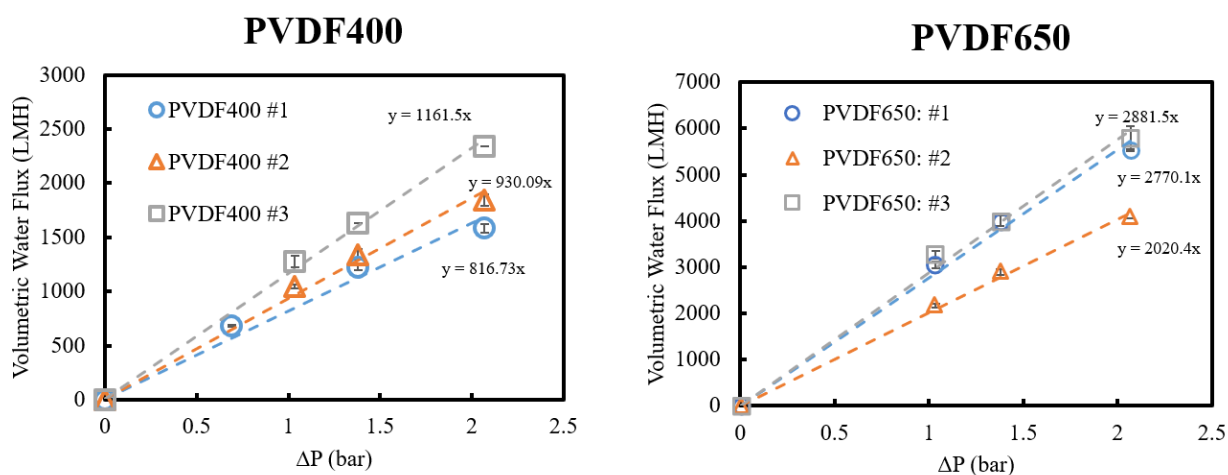 PVDF400
3000
2500
2000
1500
1000
500
0
0
0.5
1
1.5
2
2.5
Volumetric Water Flux (LMH)
ΔP (bar)
PVDF400 #1
PVDF400 #2
PVDF400 #3
y = 1161.5x
y = 930.09x
y = 816.73x
PVDF650
7000
6000
5000
4000
3000
2000
1000
0
0
0.5
1
1.5
2
2.5
Volumetric Water Flux (LMH)
ΔP (bar)
PVDF650: #1
PVDF650: #2
PVDF650: #3
y = 2881.5x
y = 2770.1x
y = 2020.4x